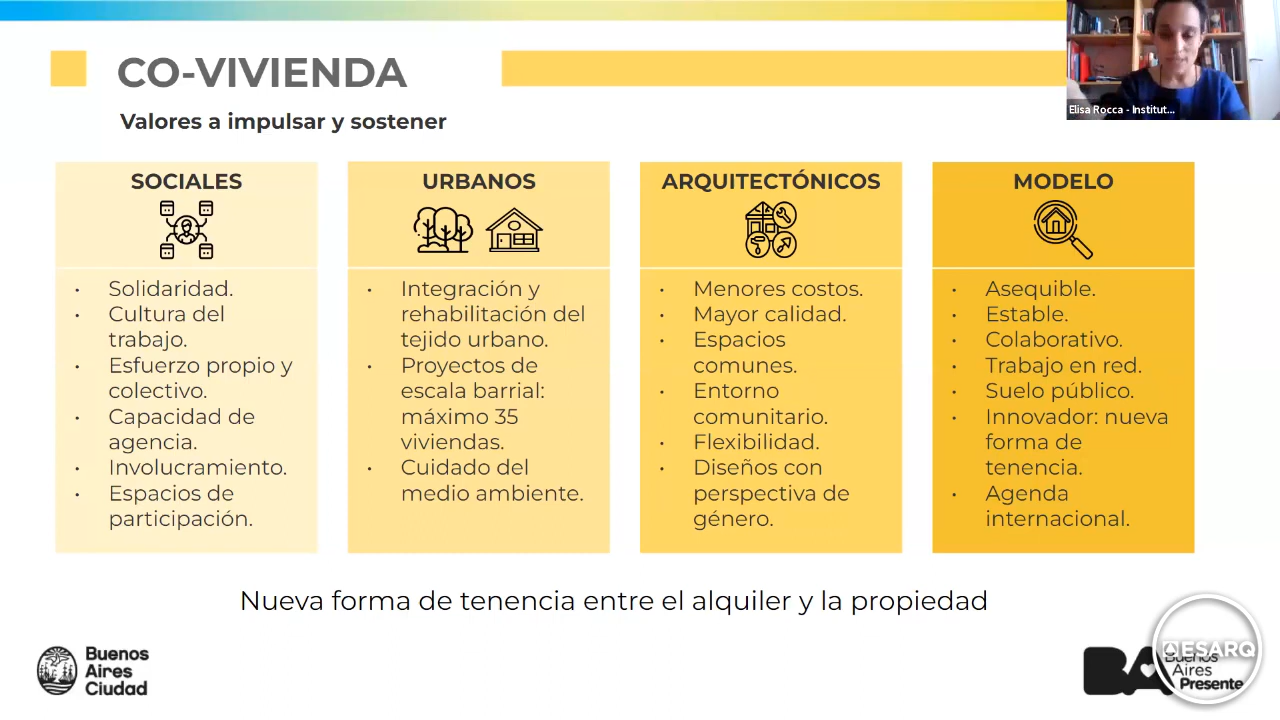 CO-VIVIENDA
Elisa Rocca - Institut...
Valores a impulsar y sostener
SOCIALES
• Solidaridad.
• Cultura del
trabajo.
• Esfuerzo propio y
colectivo.
• Capacidad de
agencia.
• Involucramiento.
• Espacios de
participación.
URBANOS
• Integración y
rehabilitación del
tejido urbano.
• Proyectos de
escala barrial:
máximo 35
viviendas.
• Cuidado del
medio ambiente.
ARQUITECTÓNICOS
• Menores costos.
• Mayor calidad.
• Espacios
comunes.
• Entorno
comunitario.
• Flexibilidad.
• Diseños con
perspectiva de
género.
MODELO
• Asequible.
• Estable.
• Colaborativo.
• Trabajo en red.
• Suelo público.
• Innovador: nueva
forma de
tenencia.
• Agenda
internacional.
Nueva forma de tenencia entre el alquiler y la propiedad
Buenos
Aires
Ciudad
BA
Buenos
Aires
Presente
ESARQ